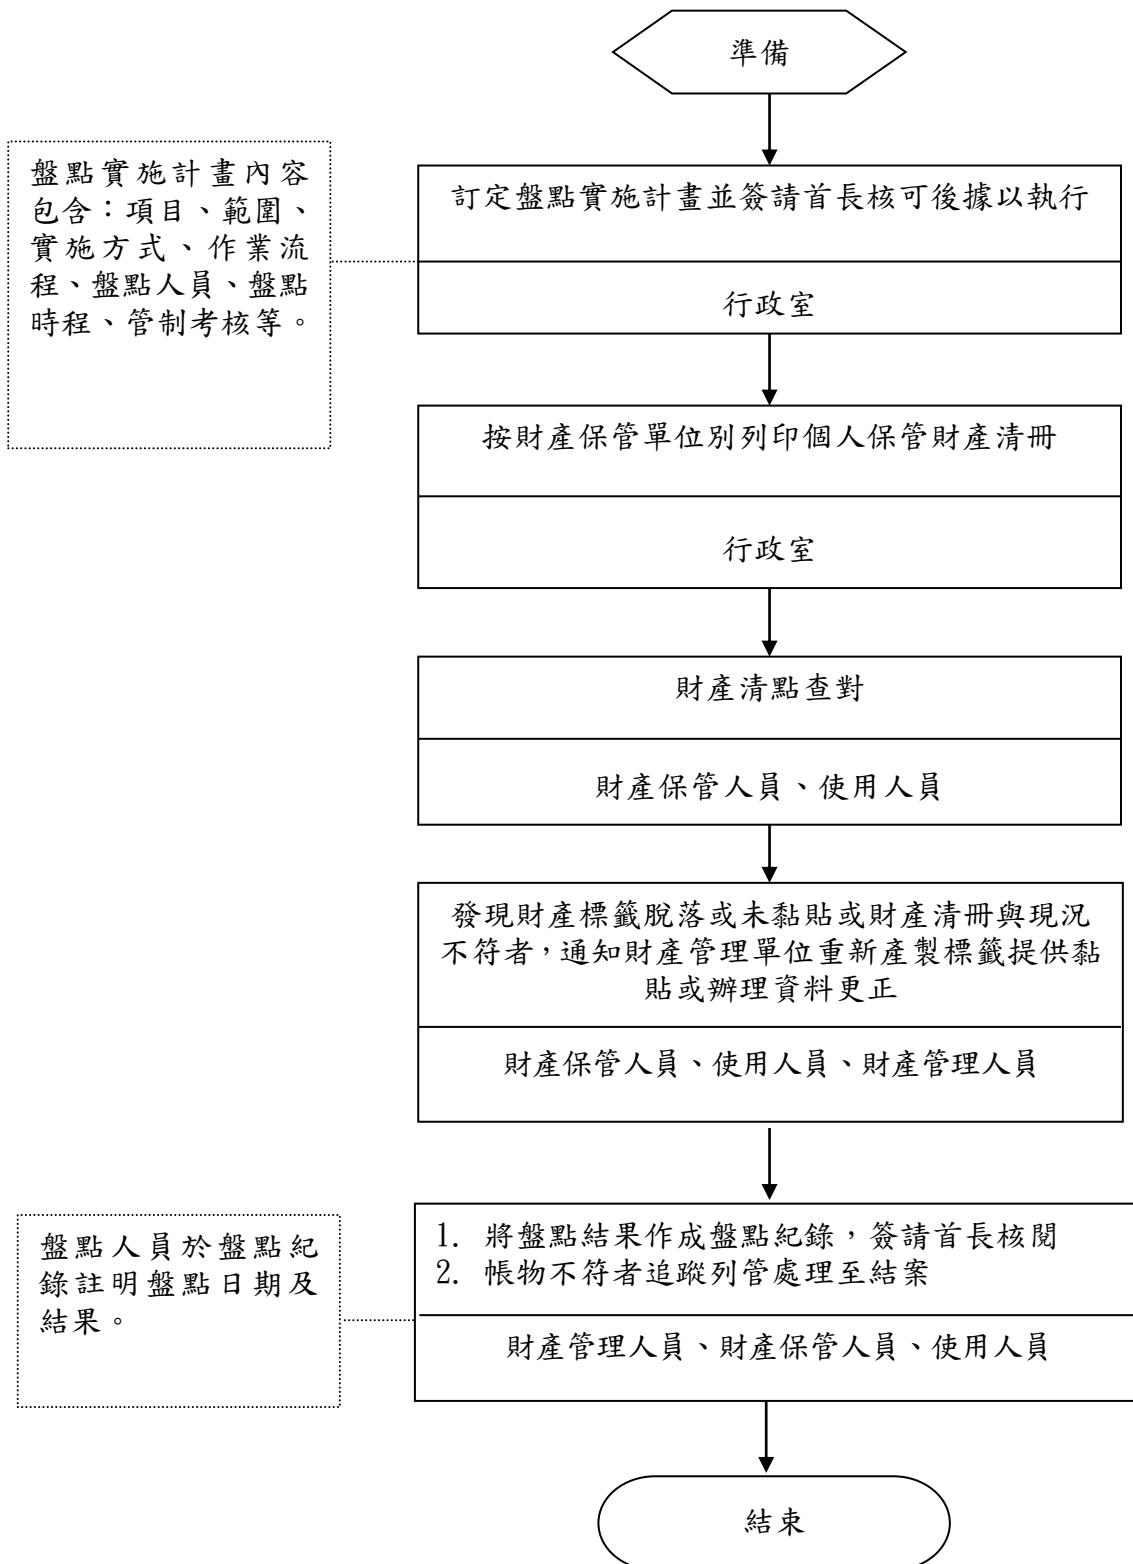 準備
盤點實施計畫內容
包含：項目、範圍、
實施方式、作業流
程、盤點人員、盤點
時程、管制考核等。
訂定盤點實施計畫並簽請首長核可後據以執行
行政室
按財產保管單位別列印個人保管財產清冊
行政室
財產清點查對
財產保管人員、使用人員
發現財產標籤脫落或未黏貼或財產清冊與現況
不符者，通知財產管理單位重新產製標籤提供黏
貼或辦理資料更正
財產保管人員、使用人員、財產管理人員
盤點人員於盤點紀
錄註明盤點日期及
結果。
1. 將盤點結果作成盤點紀錄，簽請首長核閱
2. 帳物不符者追蹤列管處理至結案
財產管理人員、財產保管人員、使用人員
結束